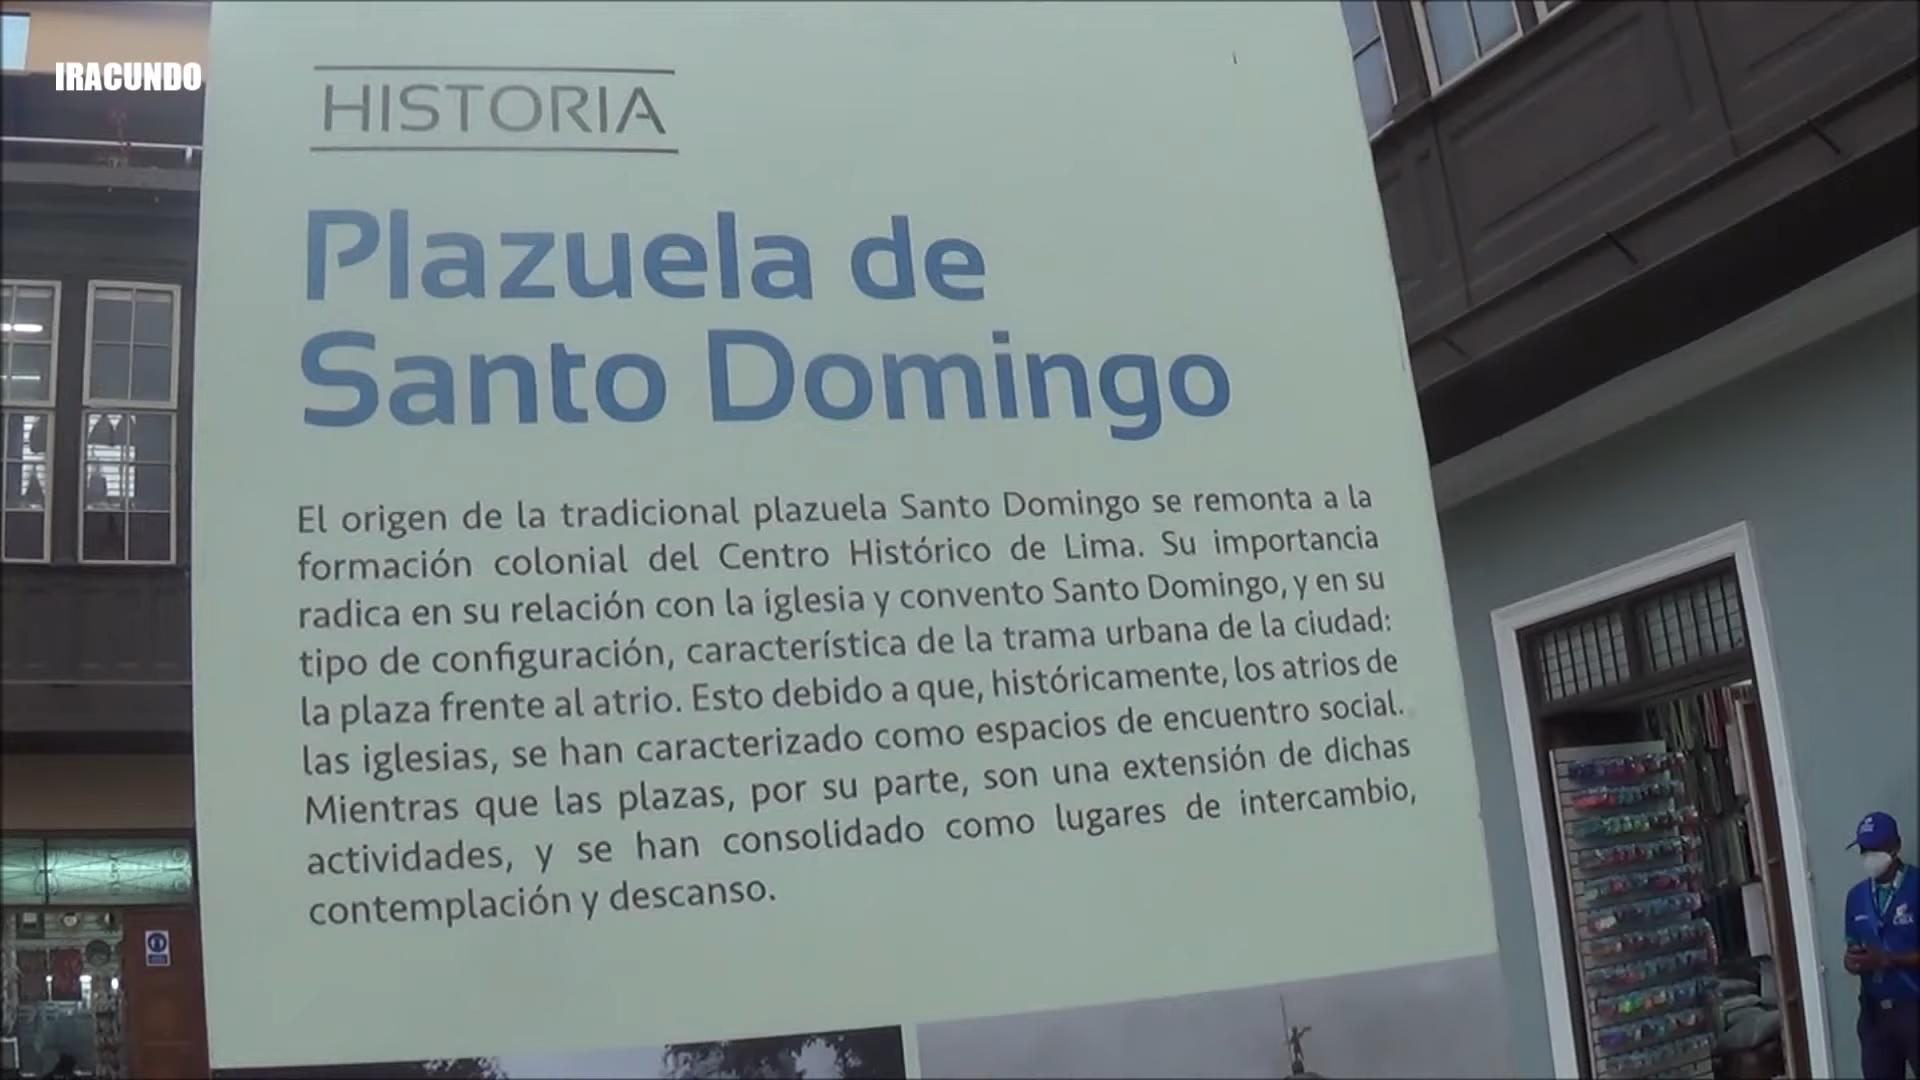 IRACUNDO
HISTORIA
Plazuela de
Santo Domingo
El origen de la tradicional plazuela Santo Domingo se remonta a la
formación colonial del Centro Histórico de Lima. Su importancia
radica en su relación con la iglesia y convento Santo Domingo, y en su
tipo de configuración, característica de la trama urbana de la ciudad:
la plaza frente al atrio. Esto debido a que, históricamente, los atrios de
las iglesias, se han caracterizado como espacios de encuentro social.
Mientras que las plazas, por su parte, son una extensión de dichas
actividades, y se han consolidado como lugares de intercambio,
contemplación y descanso.